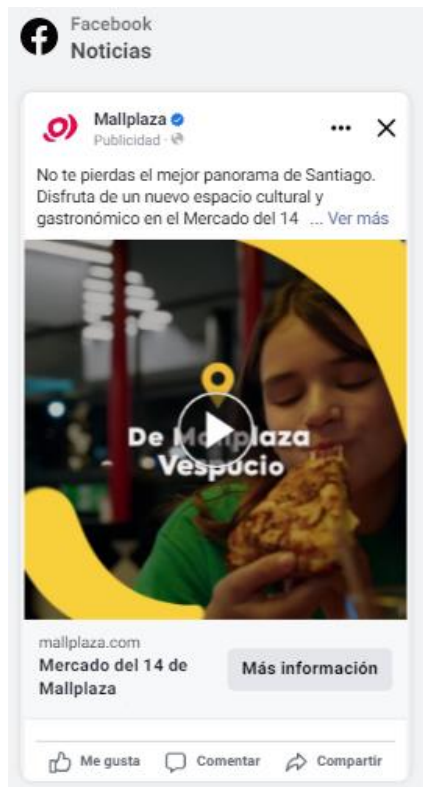 Facebook
Noticias
Mallplaza
Publicidad
No te pierdas el mejor panorama de Santiago.
Disfruta de un nuevo espacio cultural y
gastronómico en el Mercado del 14 ... Ver más
De Mallplaza
Vespucio
mallplaza.com
Mercado del 14 de
Mallplaza
Más información
Me gusta
Comentar
Compartir